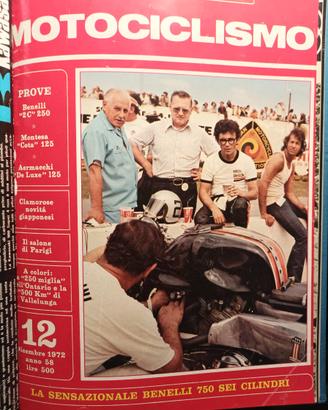 Kawasa
MOTOCICLISMO
PROVE
Benelli
"2C" 250
Montesa
"Cota" 125
Aermacchi
"De Luxe" 125
Clamorose
novità
giapponesi
Il salone
di Parigi
A colori:
a "250 miglia"
ll'Ontario e la
"500 Km" di
Vallelunga
12
dicembre 1972
anno 58
lire 500
LA SENSAZIONALE BENELLI 750 SEI CILINDRI